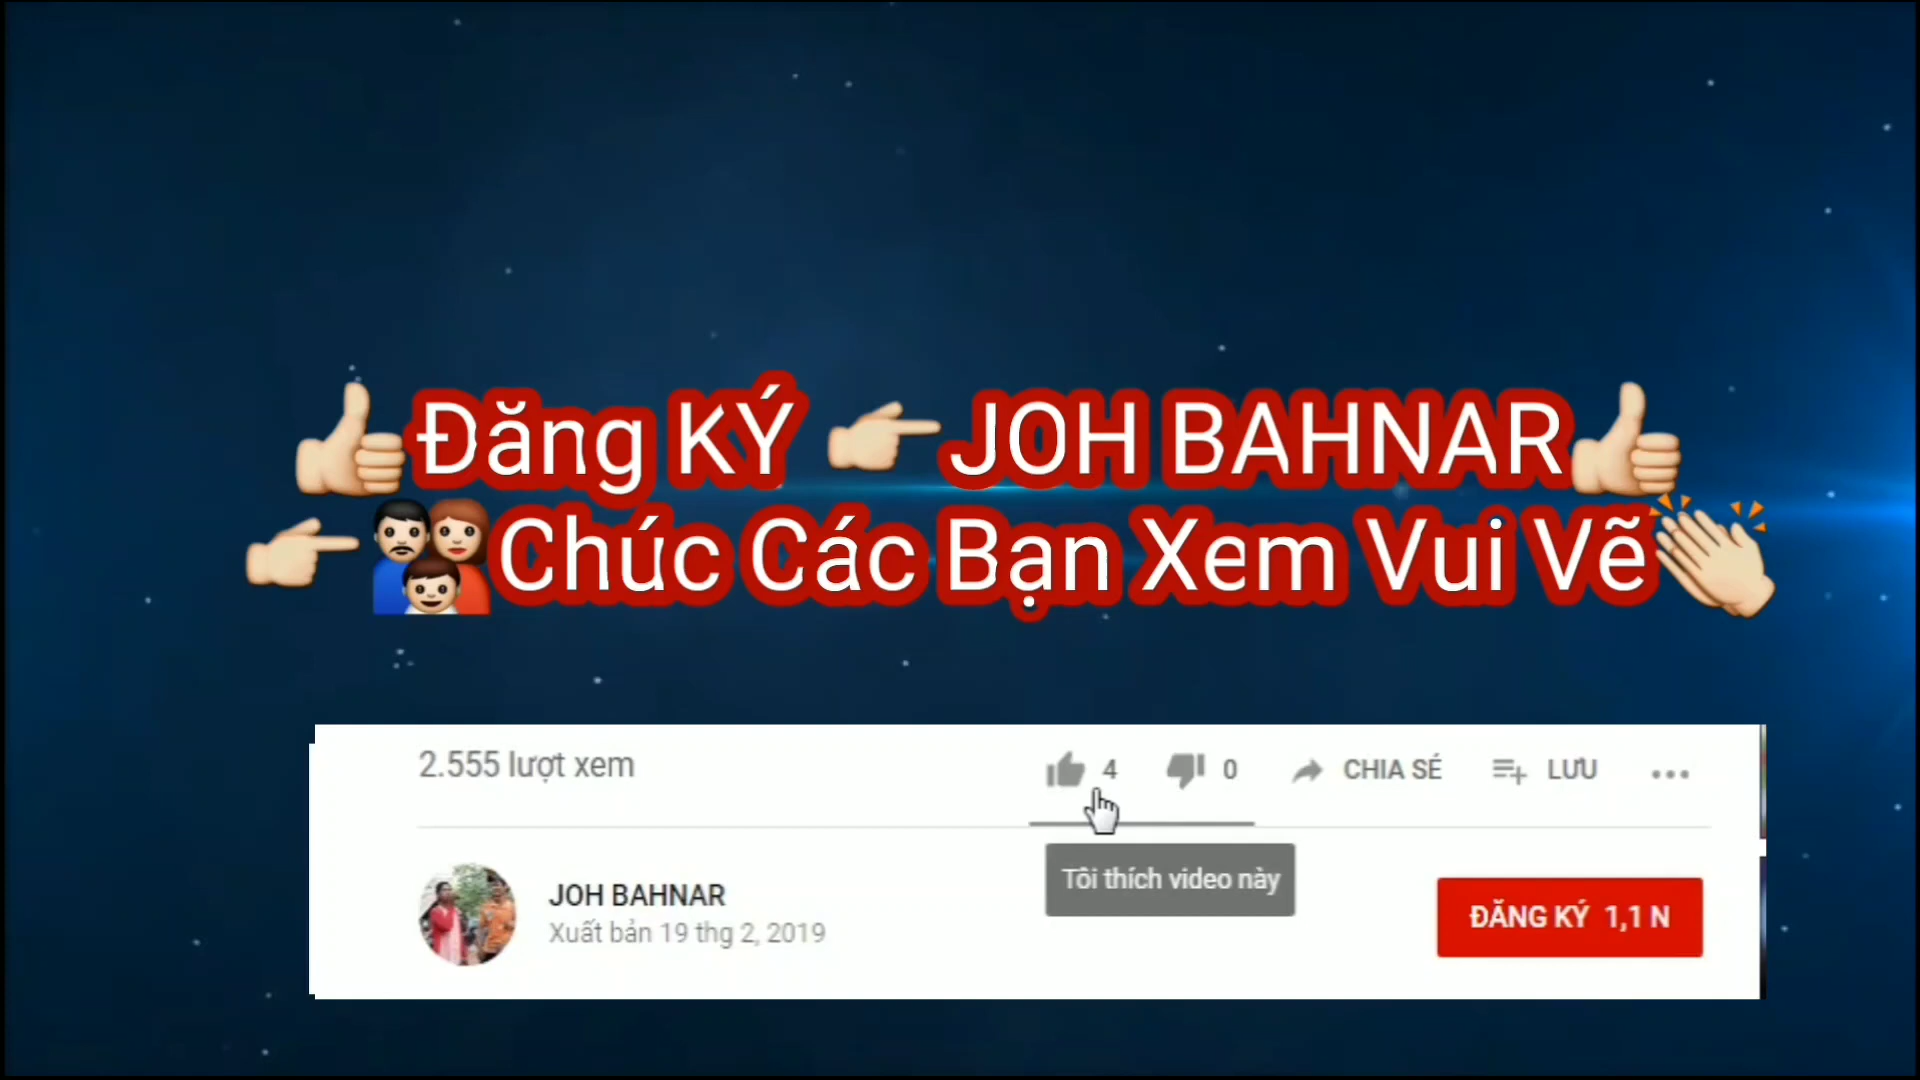 Đăng KÝ JOH BAHNAR
Chúc Các Bạn Xem Vui Vẽ
2.555 lượt xem
4
0
CHIA SẺ
LƯU
Tôi thích video này
JOH BAHNAR
Xuất bản 19 thg 2, 2019
ĐĂNG KÝ 1,1 N